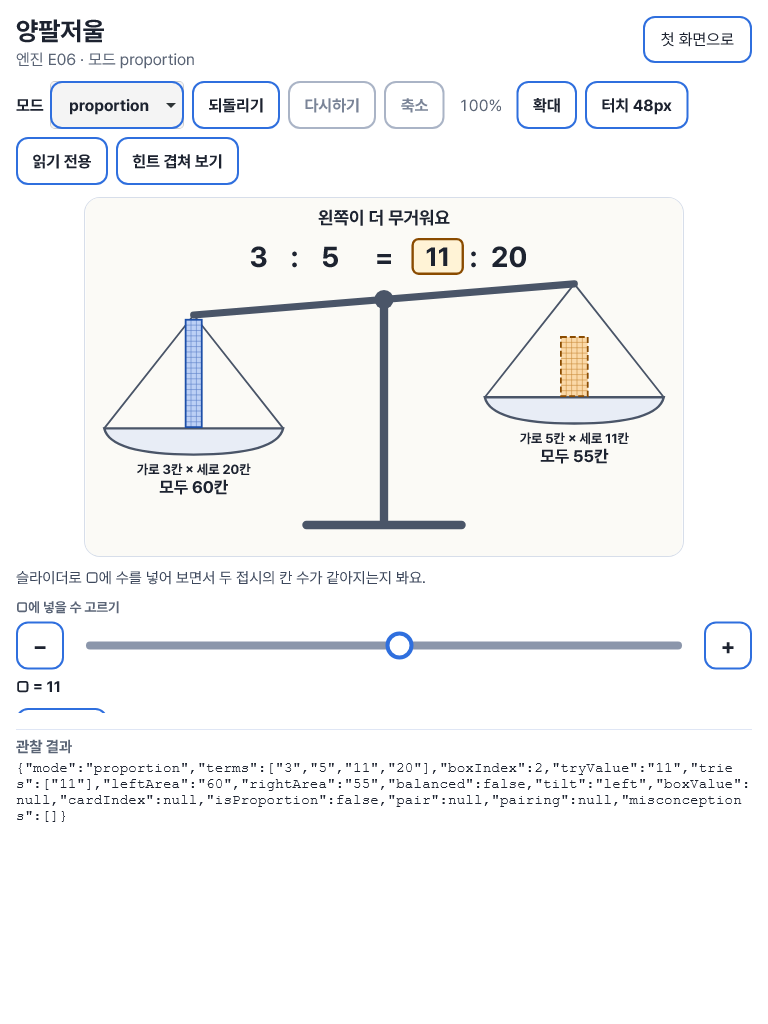 양팔저울
엔진 E06 · 모드 proportion
첫 화면으로
모드 proportion 되돌리기 다시하기 축소 100% 확대 터치 48px
읽기 전용 힌트 겹쳐 보기
왼쪽이 더 무거워요
3 : 5 = 11 : 20
가로 3칸 × 세로 20칸
모두 60칸
가로 5칸 × 세로 11칸
모두 55칸
슬라이더로 □에 수를 넣어 보면서 두 접시의 칸 수가 같아지는지 봐요.
□에 넣을 수 고르기
− +
□ = 11
관찰 결과
{"mode":"proportion","terms":["3","5","11","20"],"boxIndex":2,"tryValue":"11","trie
s":["11"],"leftArea":"60","rightArea":"55","balanced":false,"tilt":"left","boxValue":
null,"cardIndex":null,"isProportion":false,"pair":null,"pairing":null,"misconception
s":[]}